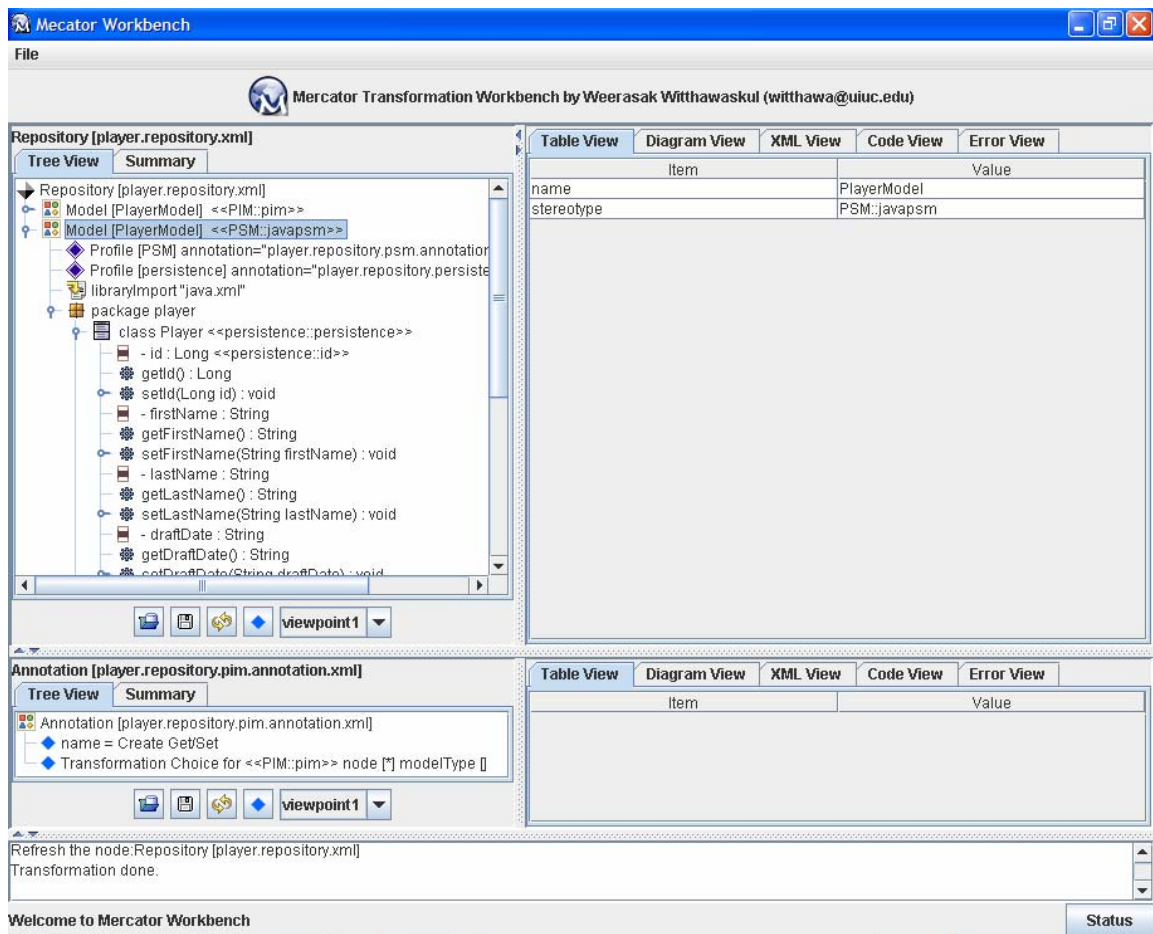 Mecator Workbench
File
Mercator Transformation Workbench by Weerasak Witthawaskul (witthawa@uiuc.edu)
Repository [player.repository.xml]
Tree View Summary
Repository [player.repository.xml]
Model [PlayerModel] <<PIM::pim>>
Model [PlayerModel] <<PSM::javapsm>>
Profile [PSM] annotation="player.repository.psm.annotation
Profile [persistence] annotation="player.repository.persiste
libraryImport "java.xml"
package player
class Player <<persistence::persistence>>
- id : Long <<persistence::id>>
getId() : Long
setId(Long id) : void
- firstName : String
getFirstName() : String
setFirstName(String firstName) : void
- lastName : String
getLastName() : String
setLastName(String lastName) : void
- draftDate : String
getDraftDate() : String
setDraftDate(String draftDate) : void
viewpoint1
Table View Diagram View XML View Code View Error View
Item Value
name PlayerModel
stereotype PSM::javapsm
Annotation [player.repository.pim.annotation.xml]
Tree View Summary
Annotation [player.repository.pim.annotation.xml]
name = Create Get/Set
Transformation Choice for <<PIM::pim>> node [*] modelType []
viewpoint1
Table View Diagram View XML View Code View Error View
Item Value
Refresh the node:Repository [player.repository.xml]
Transformation done.
Welcome to Mercator Workbench
Status